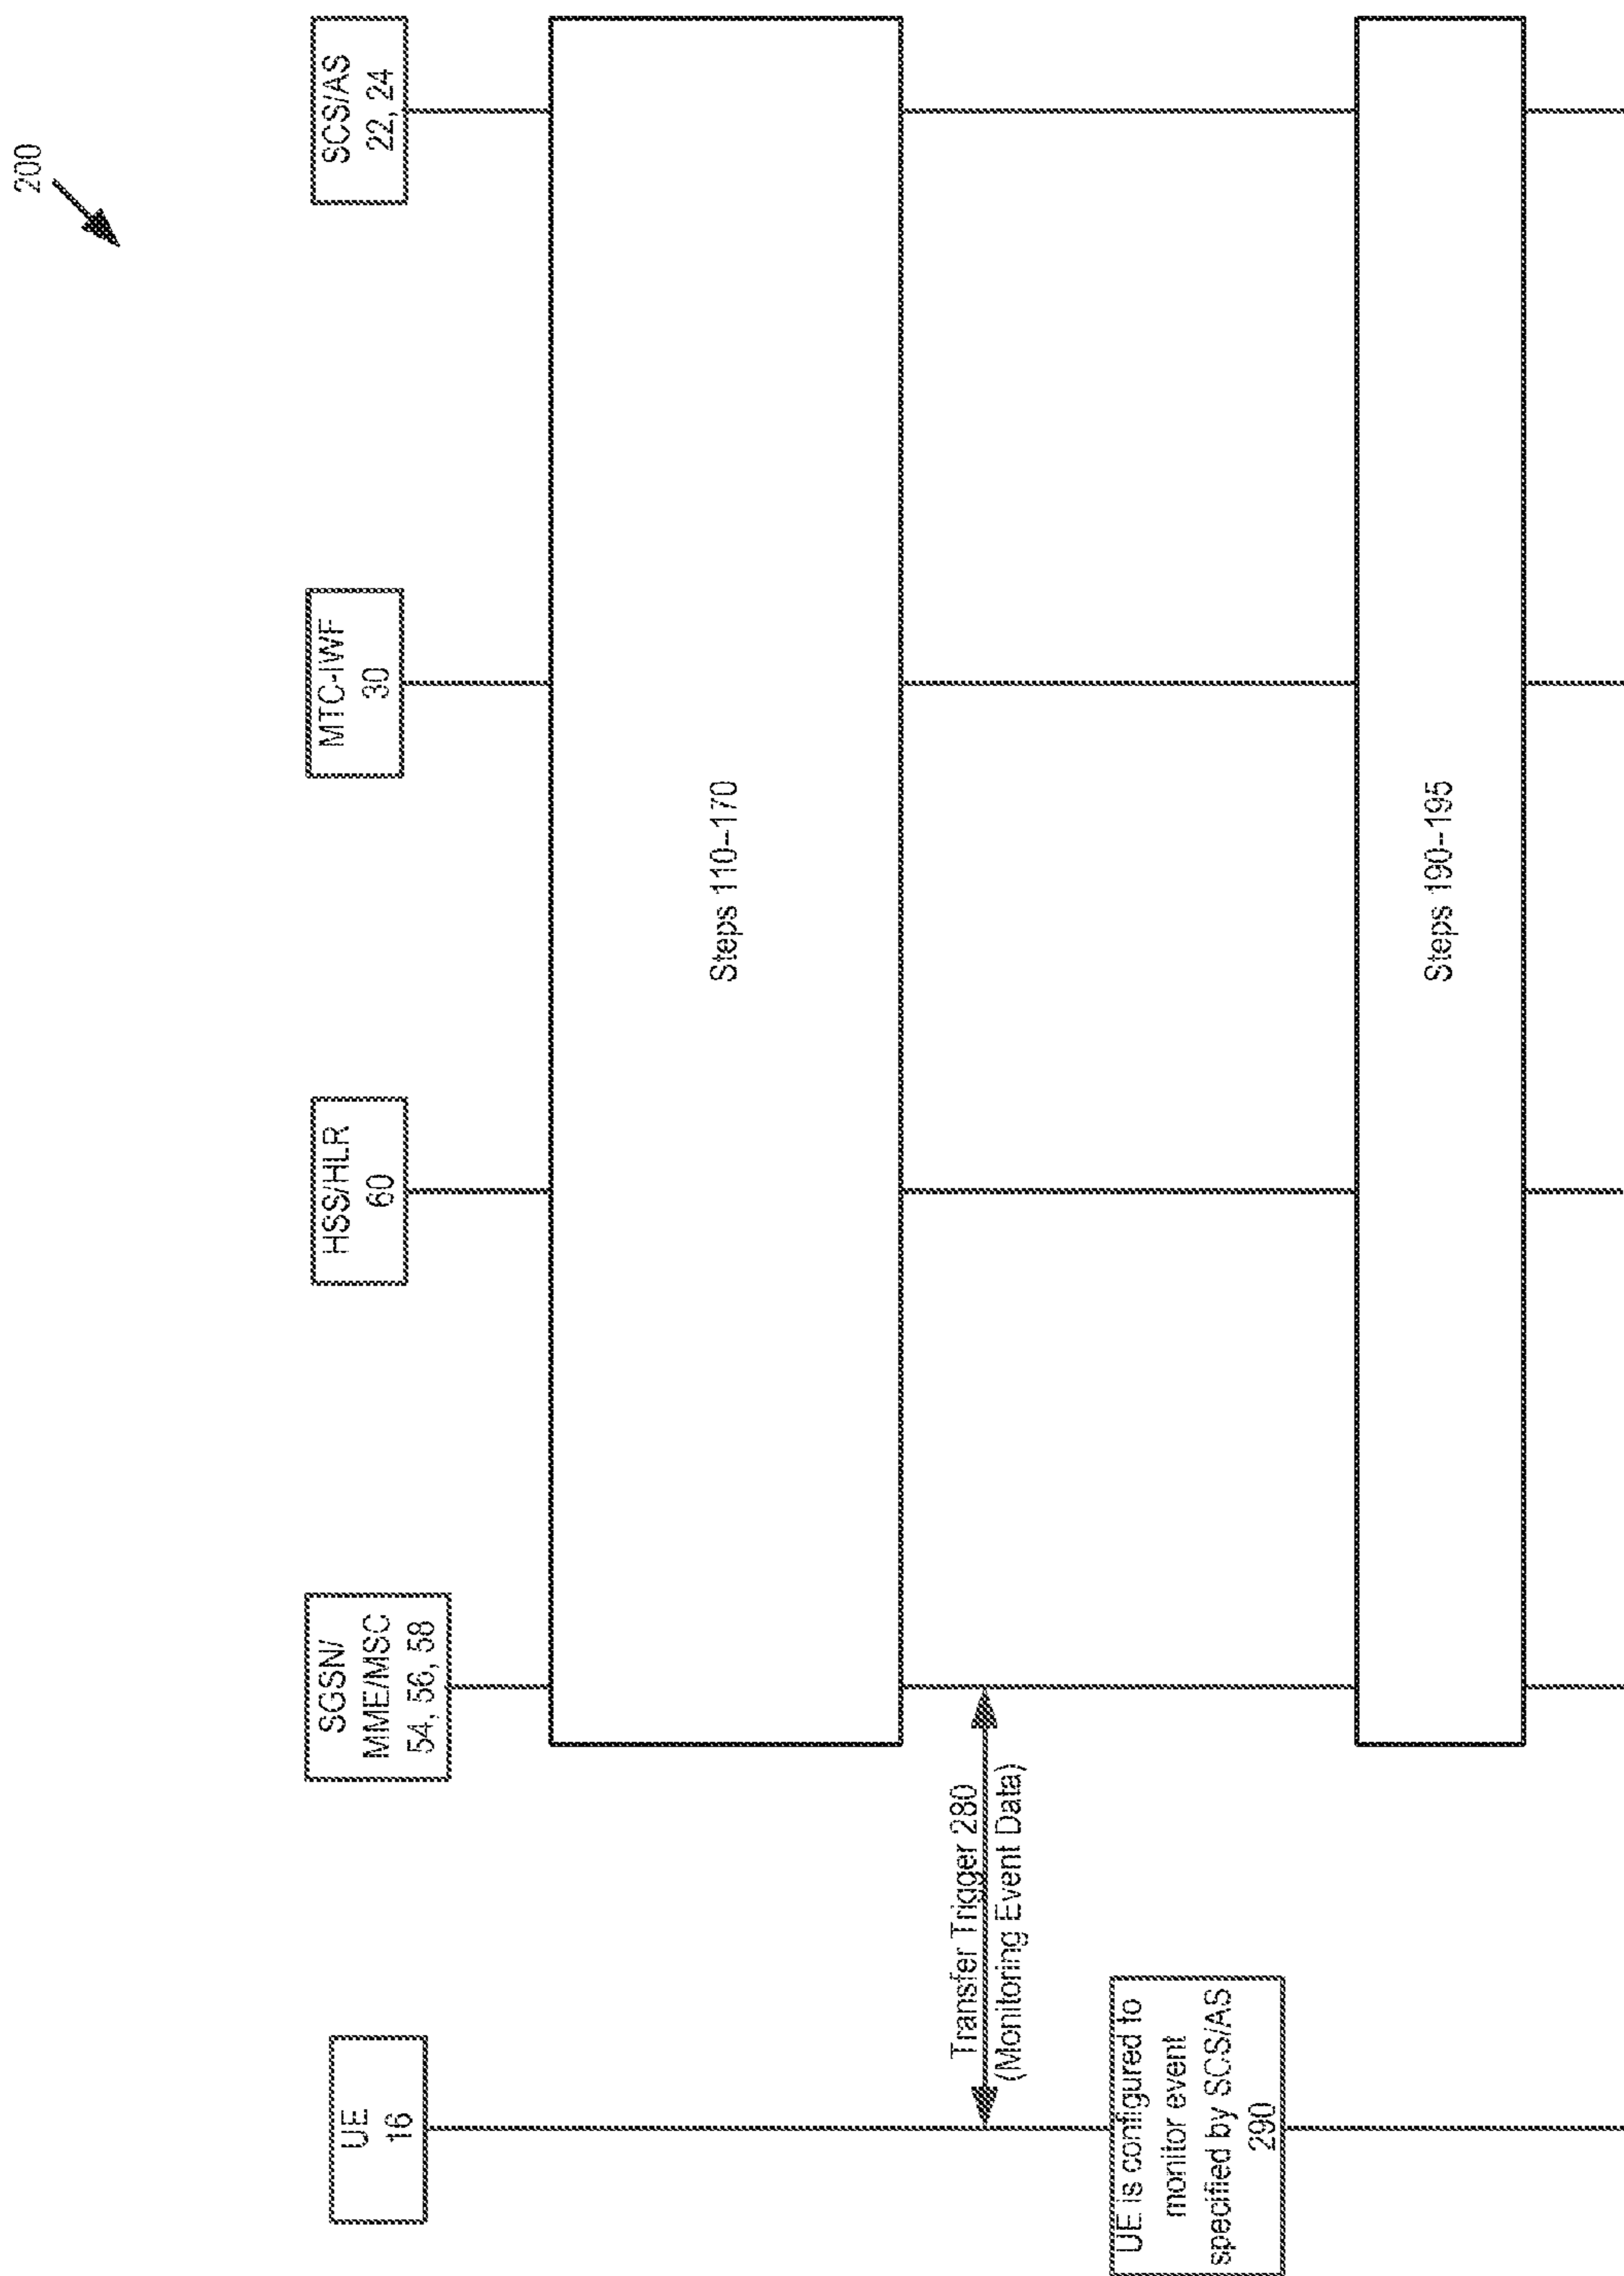 200
UE
16
SGSN/
MME/MSC
54, 56, 58
HSS/HLR
60
MTC-IWF
30
SCS/AS
22, 24
Steps 110–170
Transfer Trigger 280
(Monitoring Event Data)
UE is configured to
monitor event
specified by SCS/AS
290
Steps 190–195